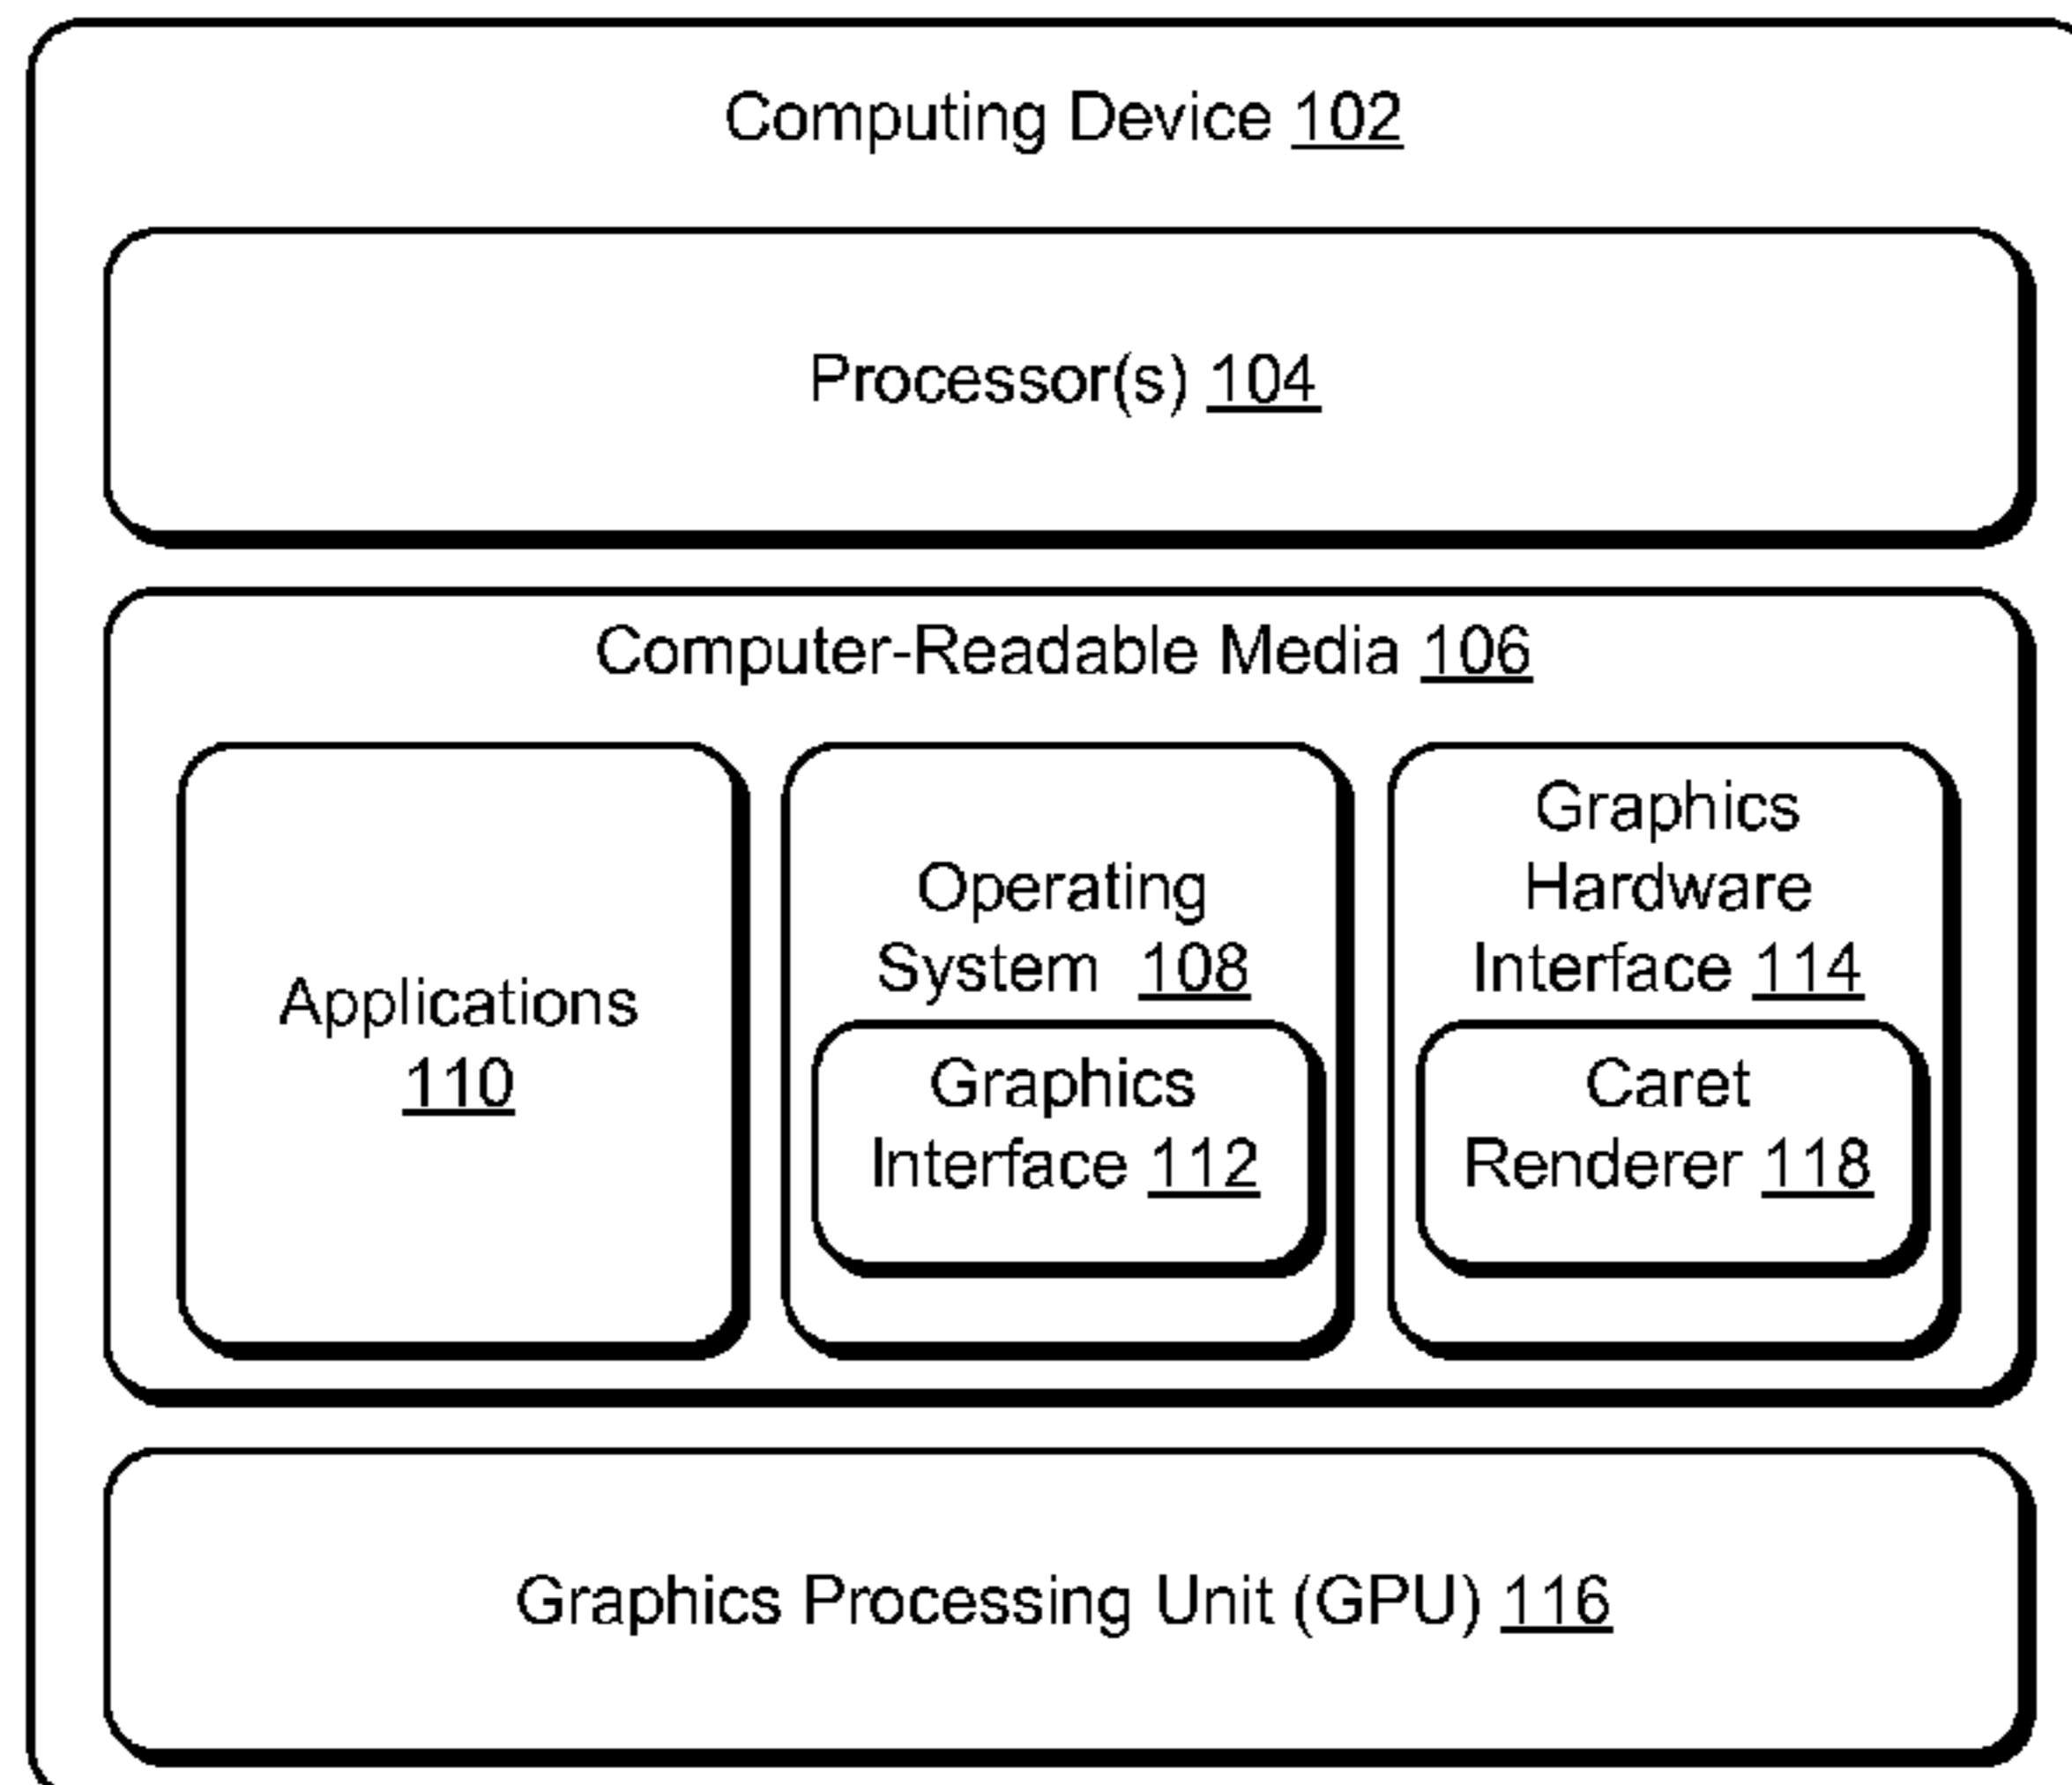 Computing Device 102
Processor(s) 104
Computer-Readable Media 106
Applications
110
Operating
System 108
Graphics
Interface 112
Graphics
Hardware
Interface 114
Caret
Renderer 118
Graphics Processing Unit (GPU) 116